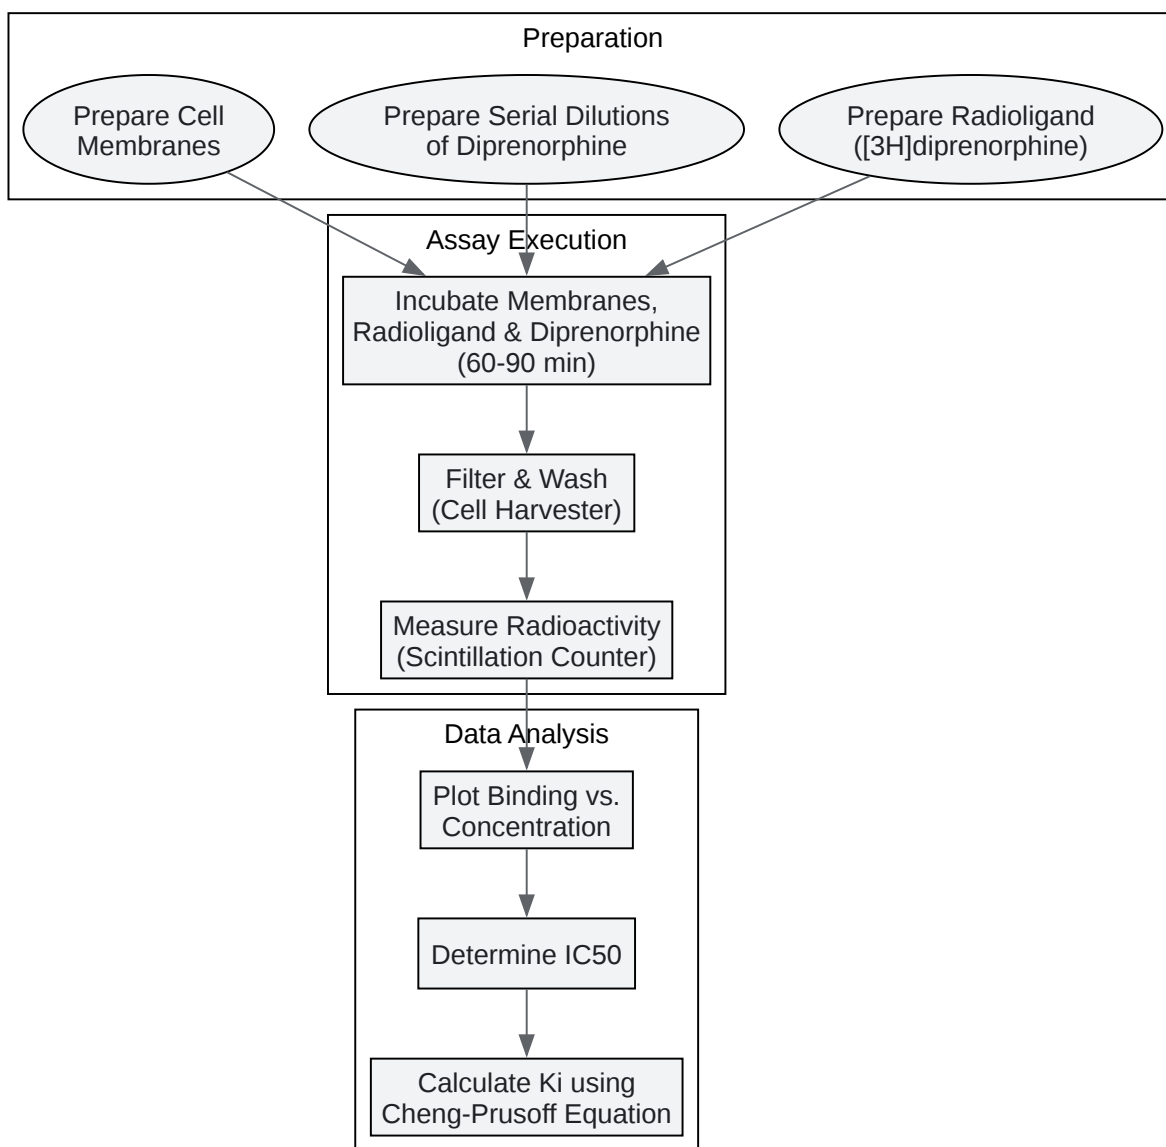 Preparation
Prepare Cell
Membranes
Prepare Serial Dilutions
of Diprenorphine
Prepare Radioligand
([3H]diprenorphine)
Assay Execution
Incubate Membranes,
Radioligand & Diprenorphine
(60-90 min)
Filter & Wash
(Cell Harvester)
Measure Radioactivity
(Scintillation Counter)
Data Analysis
Plot Binding vs.
Concentration
Determine IC50
Calculate Ki using
Cheng-Prusoff Equation